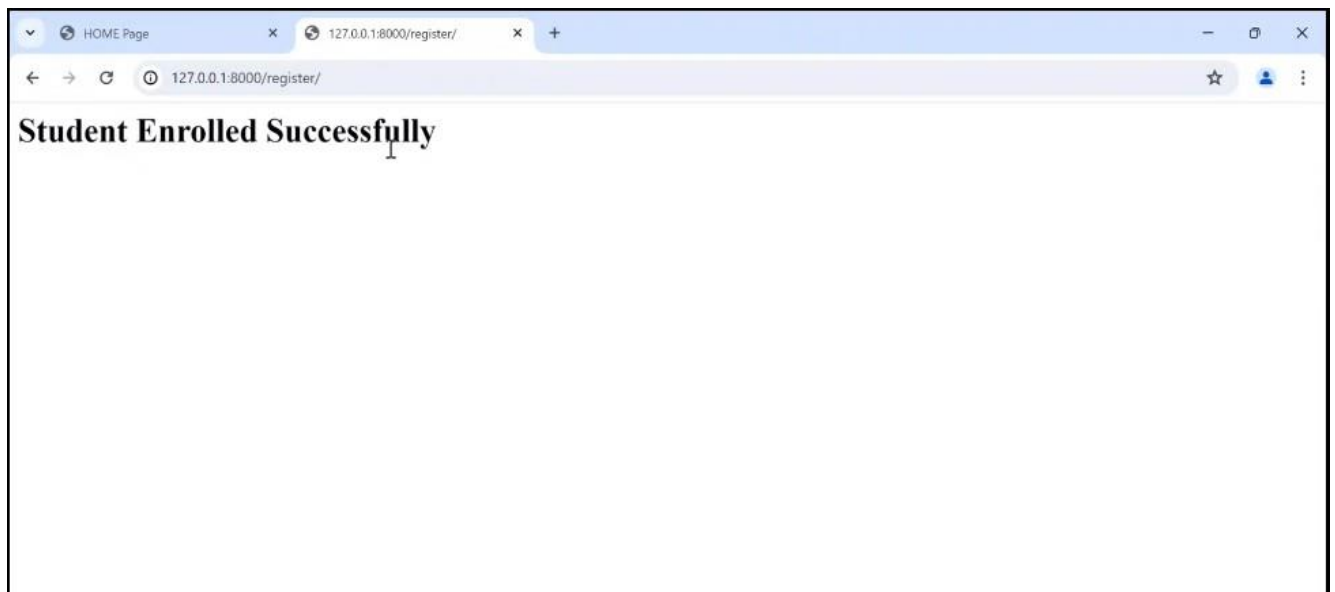 HOME Page
127.0.0.1:8000/register/
127.0.0.1:8000/register/
Student Enrolled Successfully